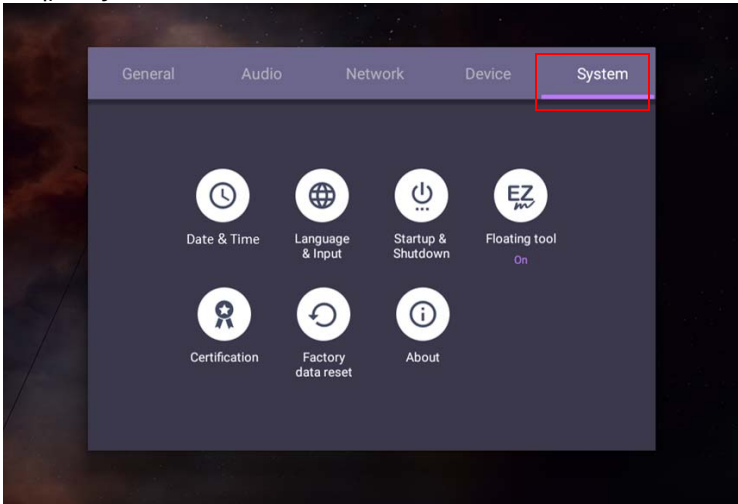 General Audio Network Device System
Date & Time
Language
& Input
Startup &
Shutdown
EZ
m
Floating tool
On
Certification
Factory
data reset
About